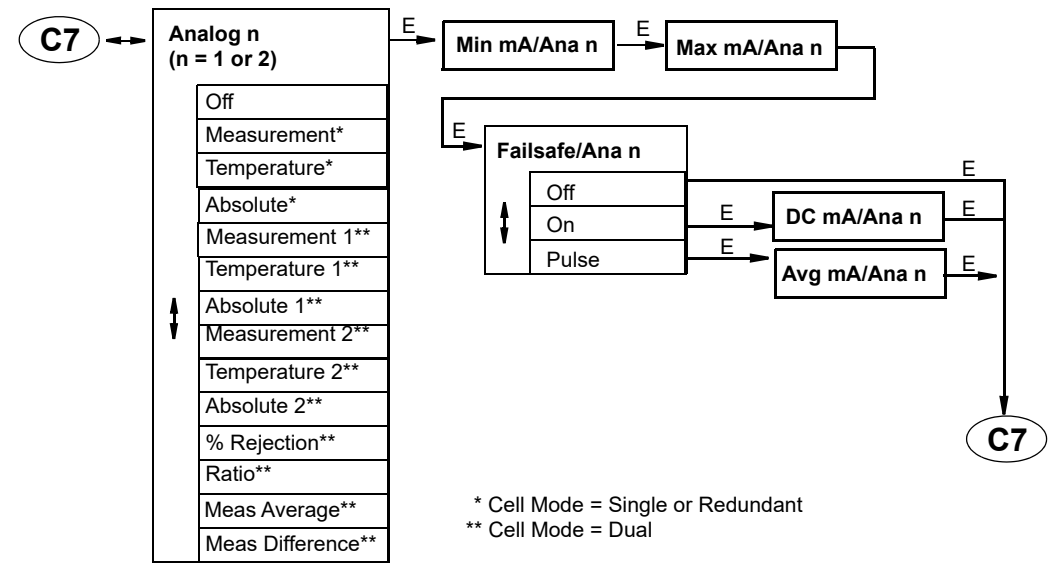 C7
Analog n
(n = 1 or 2)
Off
Measurement*
Temperature*
Absolute*
Measurement 1**
Temperature 1**
Absolute 1**
Measurement 2**
Temperature 2**
Absolute 2**
% Rejection**
Ratio**
Meas Average**
Meas Difference**
E
Min mA/Ana n
E
Max mA/Ana n
E
Failsafe/Ana n
Off
On
Pulse
E
E
DC mA/Ana n
E
E
Avg mA/Ana n
E
C7
* Cell Mode = Single or Redundant
** Cell Mode = Dual